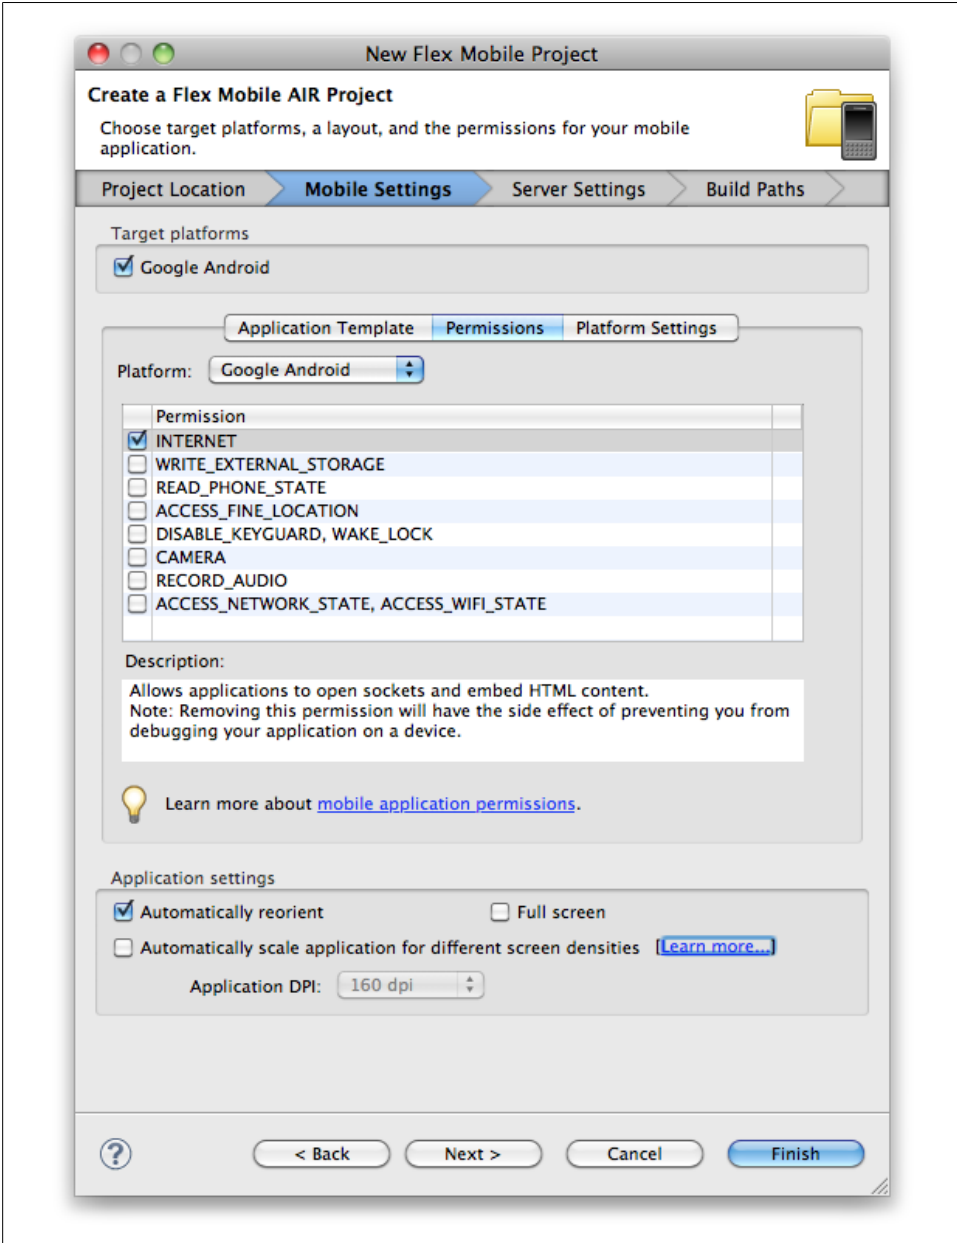 New Flex Mobile Project
Create a Flex Mobile AIR Project
Choose target platforms, a layout, and the permissions for your mobile
application.
Project Location Mobile Settings Server Settings Build Paths
Target platforms
Google Android
Application Template Permissions Platform Settings
Platform: Google Android
Permission
INTERNET
WRITE_EXTERNAL_STORAGE
READ_PHONE_STATE
ACCESS_FINE_LOCATION
DISABLE_KEYGUARD, WAKE_LOCK
CAMERA
RECORD_AUDIO
ACCESS_NETWORK_STATE, ACCESS_WIFI_STATE
Description:
Allows applications to open sockets and embed HTML content.
Note: Removing this permission will have the side effect of preventing you from
debugging your application on a device.
Learn more about mobile application permissions.
Application settings
Automatically reorient Full screen
Automatically scale application for different screen densities [Learn more...]
Application DPI: 160 dpi
? < Back Next > Cancel Finish